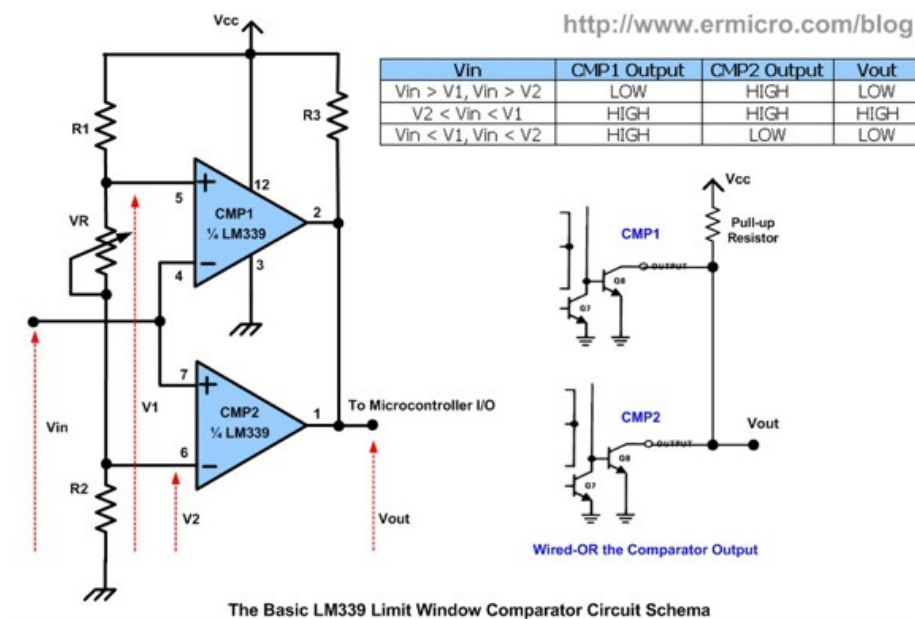 http://www.ermicro.com/blog
Vcc
R1
R3
Vin CMP1 Output CMP2 Output Vout
Vin > V1, Vin > V2 LOW HIGH LOW
V2 < Vin < V1 HIGH HIGH HIGH
Vin < V1, Vin < V2 HIGH LOW LOW
+
5
12
CMP1
¼ LM339
2
VR
4
−
3
7
+
CMP2
¼ LM339
1
To Microcontroller I/O
6
−
Vin
V1
R2
V2
Vout
Vcc
Pull-up
Resistor
CMP1
OUTPUT
Q8
Q7
CMP2
OUTPUT
Q8
Q7
Vout
Wired-OR the Comparator Output
The Basic LM339 Limit Window Comparator Circuit Schema